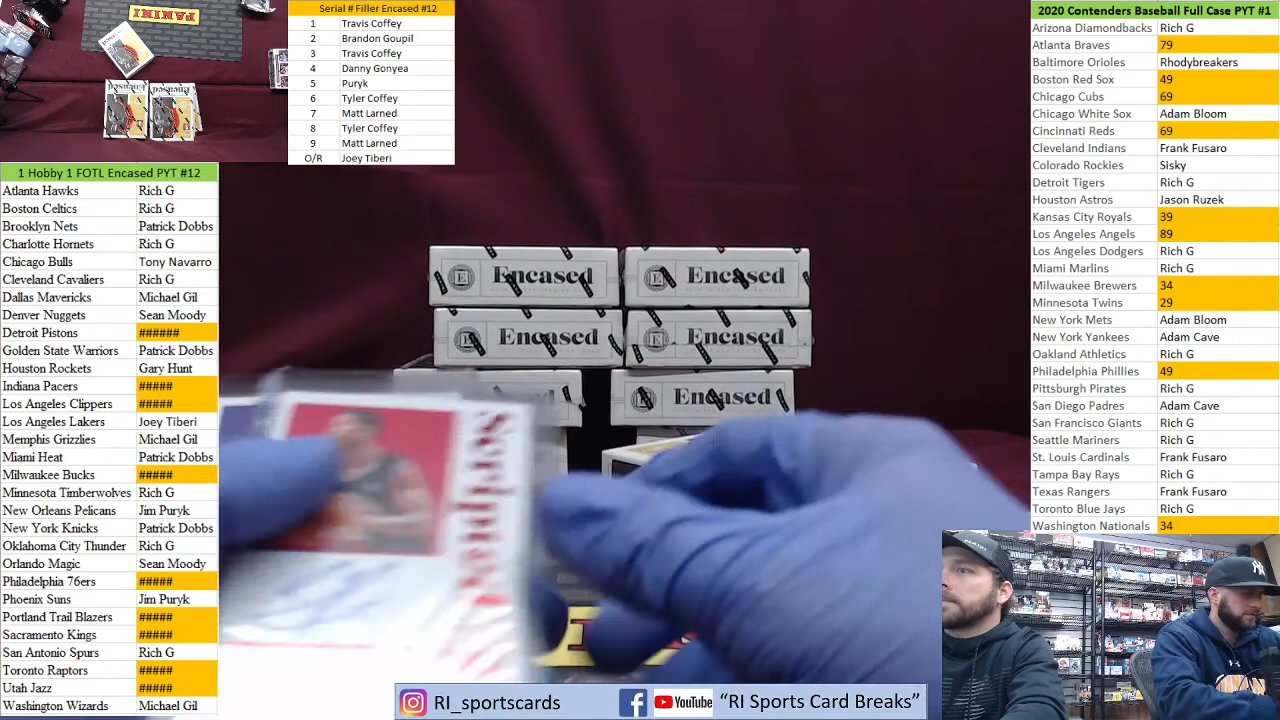 PANINI
Encased
Encased
Serial # Filler Encased #12
1 Travis Coffey
2 Brandon Goupil
3 Travis Coffey
4 Danny Gonyea
5 Puryk
6 Tyler Coffey
7 Matt Larned
8 Tyler Coffey
9 Matt Larned
O/R Joey Tiberi
1 Hobby 1 FOTL Encased PYT #12
Atlanta Hawks Rich G
Boston Celtics Rich G
Brooklyn Nets Patrick Dobbs
Charlotte Hornets Rich G
Chicago Bulls Tony Navarro
Cleveland Cavaliers Rich G
Dallas Mavericks Michael Gil
Denver Nuggets Sean Moody
Detroit Pistons ######
Golden State Warriors Patrick Dobbs
Houston Rockets Gary Hunt
Indiana Pacers #####
Los Angeles Clippers #####
Los Angeles Lakers Joey Tiberi
Memphis Grizzlies Michael Gil
Miami Heat Patrick Dobbs
Milwaukee Bucks #####
Minnesota Timberwolves Rich G
New Orleans Pelicans Jim Puryk
New York Knicks Patrick Dobbs
Oklahoma City Thunder Rich G
Orlando Magic Sean Moody
Philadelphia 76ers #####
Phoenix Suns Jim Puryk
Portland Trail Blazers #####
Sacramento Kings #####
San Antonio Spurs Rich G
Toronto Raptors #####
Utah Jazz #####
Washington Wizards Michael Gil
E Encased
E Encased
E Encased
E Encased
2020 Contenders Baseball Full Case PYT #1
Arizona Diamondbacks Rich G
Atlanta Braves 79
Baltimore Orioles Rhodybreakers
Boston Red Sox 49
Chicago Cubs 69
Chicago White Sox Adam Bloom
Cincinnati Reds 69
Cleveland Indians Frank Fusaro
Colorado Rockies Sisky
Detroit Tigers Rich G
Houston Astros Jason Ruzek
Kansas City Royals 39
Los Angeles Angels 89
Los Angeles Dodgers Rich G
Miami Marlins Rich G
Milwaukee Brewers 34
Minnesota Twins 29
New York Mets Adam Bloom
New York Yankees Adam Cave
Oakland Athletics Rich G
Philadelphia Phillies 49
Pittsburgh Pirates Rich G
San Diego Padres Adam Cave
San Francisco Giants Rich G
Seattle Mariners Rich G
St. Louis Cardinals Frank Fusaro
Tampa Bay Rays Rich G
Texas Rangers Frank Fusaro
Toronto Blue Jays Rich G
Washington Nationals 34
RI_sportscards
YouTube "RI Sports Card Breaks"